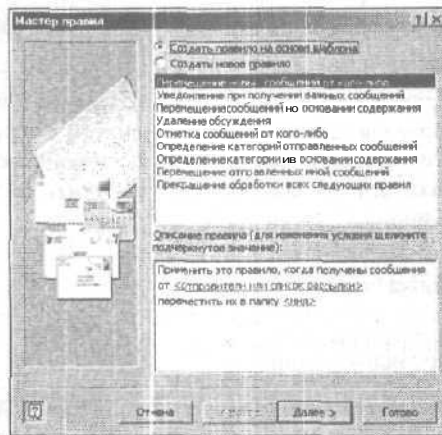 Мастер правил
Создать правило на основе шаблона
Создать новое правило
Перемещение новых сообщений от кого-либо
Уведомление при получении важных сообщений
Перемещение сообщений но основании содержания
Удаление обсуждения
Отметка сообщений от кого-либо
Определение категорий отправленных сообщений
Определение категории ив основании содержания
Перемещение отправленных мной сообщений
Прекращение обработки всех следующих правил
Описание правила (для изменения условия щелкните
подчеркнутое значение):
Применить это правило, когда получены сообщения
от <отправитель или список рассылки>
переместить их в папку <имя>
Отмена
Далее >
Готово